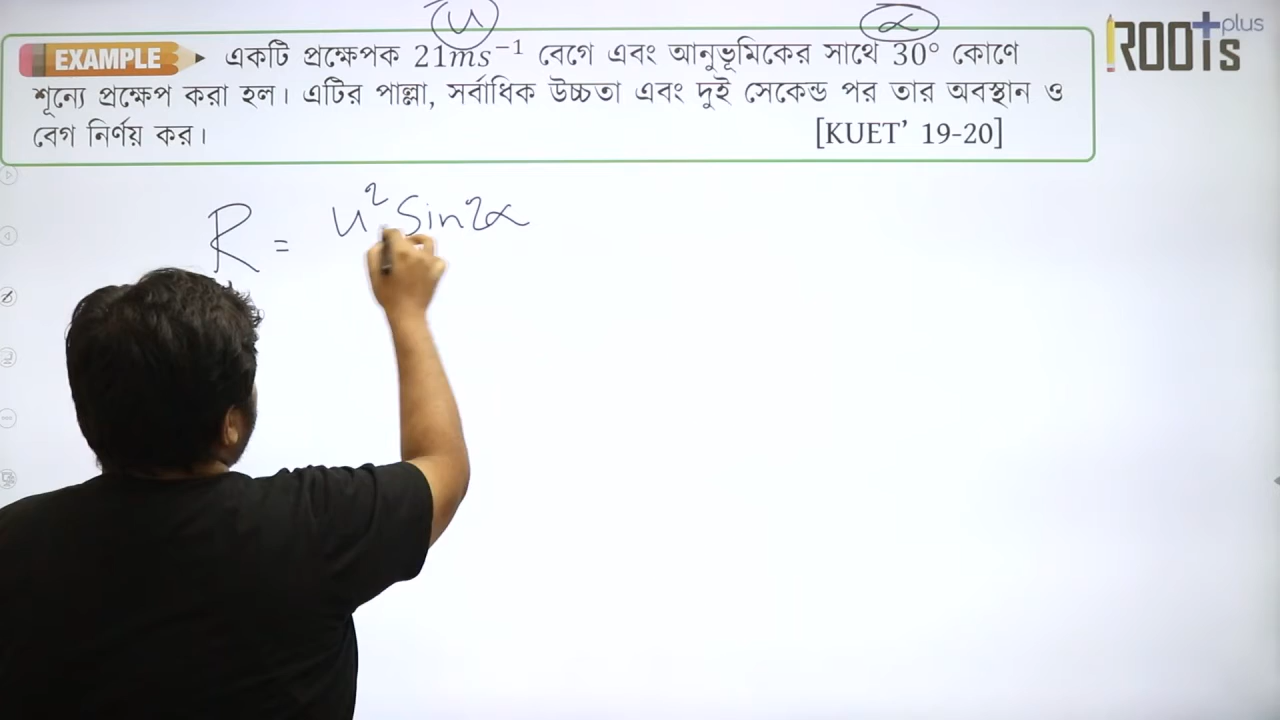 u α
EXAMPLE একটি প্রক্ষেপক 21ms⁻¹ বেগে এবং আনুভূমিকের সাথে 30° কোণে
শূন্যে প্রক্ষেপ করা হল। এটির পাল্লা, সর্বাধিক উচ্চতা এবং দুই সেকেন্ড পর তার অবস্থান ও
বেগ নির্ণয় কর। [KUET’ 19-20]
ROOTs plus
R = u² Sin2α